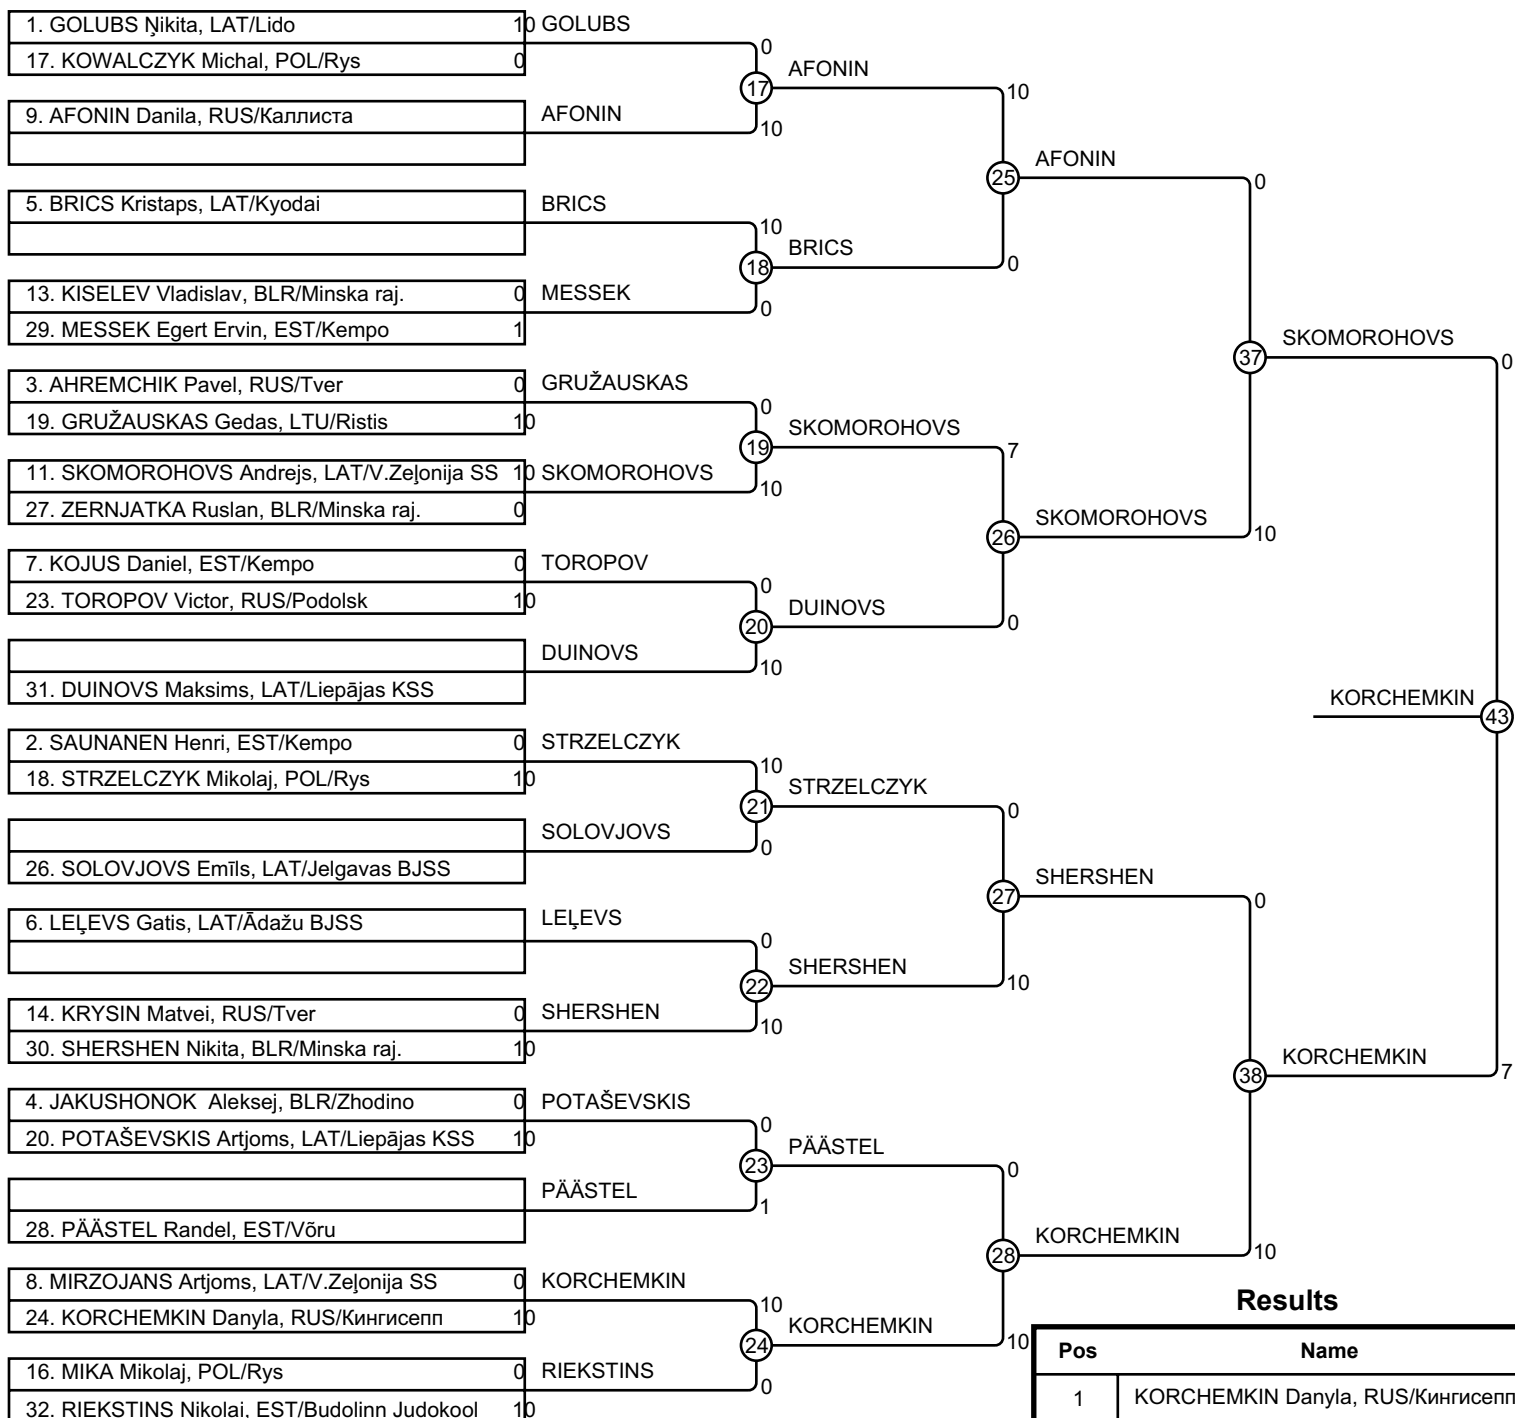 1. GOLUBS Ņikita, LAT/Lido 10 GOLUBS
0
17. KOWALCZYK Michal, POL/Rys 0
AFONIN
17
10
9. AFONIN Danila, RUS/Каллиста AFONIN
10
AFONIN
25
0
5. BRICS Kristaps, LAT/Kyodai BRICS
10
BRICS
18
0
13. KISELEV Vladislav, BLR/Minska raj. 0 MESSEK
0
29. MESSEK Egert Ervin, EST/Kempo 1
SKOMOROHOVS
37
0
3. AHREMCHIK Pavel, RUS/Tver 0 GRUŽAUSKAS
0
19. GRUŽAUSKAS Gedas, LTU/Ristis 10
SKOMOROHOVS
19
7
11. SKOMOROHOVS Andrejs, LAT/V.Zeļonija SS 10 SKOMOROHOVS
10
27. ZERNJATKA Ruslan, BLR/Minska raj. 0
SKOMOROHOVS
26
10
7. KOJUS Daniel, EST/Kempo 0 TOROPOV
0
23. TOROPOV Victor, RUS/Podolsk 10
DUINOVS
20
0
DUINOVS
10
31. DUINOVS Maksims, LAT/Liepājas KSS
KORCHEMKIN
43
2. SAUNANEN Henri, EST/Kempo 0 STRZELCZYK
10
18. STRZELCZYK Mikolaj, POL/Rys 10
STRZELCZYK
21
0
SOLOVJOVS
0
26. SOLOVJOVS Emīls, LAT/Jelgavas BJSS
SHERSHEN
27
0
6. LEĻEVS Gatis, LAT/Ādažu BJSS LEĻEVS
0
SHERSHEN
22
10
14. KRYSIN Matvei, RUS/Tver 0 SHERSHEN
10
30. SHERSHEN Nikita, BLR/Minska raj. 10
KORCHEMKIN
38
7
4. JAKUSHONOK  Aleksej, BLR/Zhodino 0 POTAŠEVSKIS
0
20. POTAŠEVSKIS Artjoms, LAT/Liepājas KSS 10
PÄÄSTEL
23
0
PÄÄSTEL
1
28. PÄÄSTEL Randel, EST/Võru
KORCHEMKIN
28
10
8. MIRZOJANS Artjoms, LAT/V.Zeļonija SS 0 KORCHEMKIN
10
24. KORCHEMKIN Danyla, RUS/Кингисепп 10
KORCHEMKIN
24
10
16. MIKA Mikolaj, POL/Rys 0 RIEKSTINS
0
32. RIEKSTINS Nikolai, EST/Budolinn Judokool 10
Results
Pos Name
1 KORCHEMKIN Danyla, RUS/Кингисепп